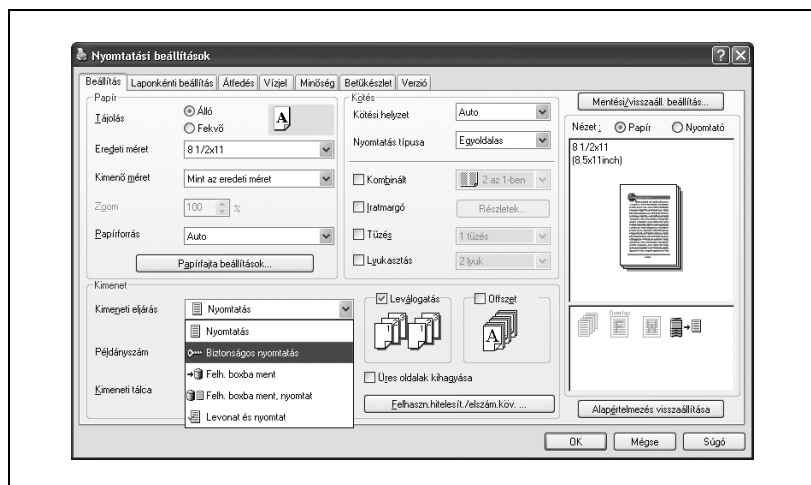 Nyomtatási beállítások
Beállítás Laponkénti beállítás Átfedés Vízjel Minőség Betűkészlet Verzió
Papír
Tájolás
Álló
Fekvő
A
Eredeti méret 8 1/2x11
Kimenő méret Mint az eredeti méret
Zoom 100 %
Papírforrás Auto
Papírfajta beállítások...
Kötés
Kötési helyzet Auto
Nyomtatás típusa Egyoldalas
Kombinált 2 az 1-ben
Iratmargó Részletek...
Tűzés 1 tűzés
Lyukasztás 2 lyuk
Kimenet
Kimeneti eljárás Nyomtatás
Nyomtatás
Biztonságos nyomtatás
Felh. boxba ment
Felh. boxba ment, nyomtat
Levonat és nyomtat
Példányszám
Kimeneti tálca
Leválogatás
Offszet
A
Üres oldalak kihagyása
Felhaszn.hitelesít./elszám.köv. ...
Mentési/visszaáll. beállítás...
Nézet: Papír Nyomtató
8 1/2x11
(8.5x11inch)
Overlay
Alapértelmezés visszaállítása
OK Mégse Súgó